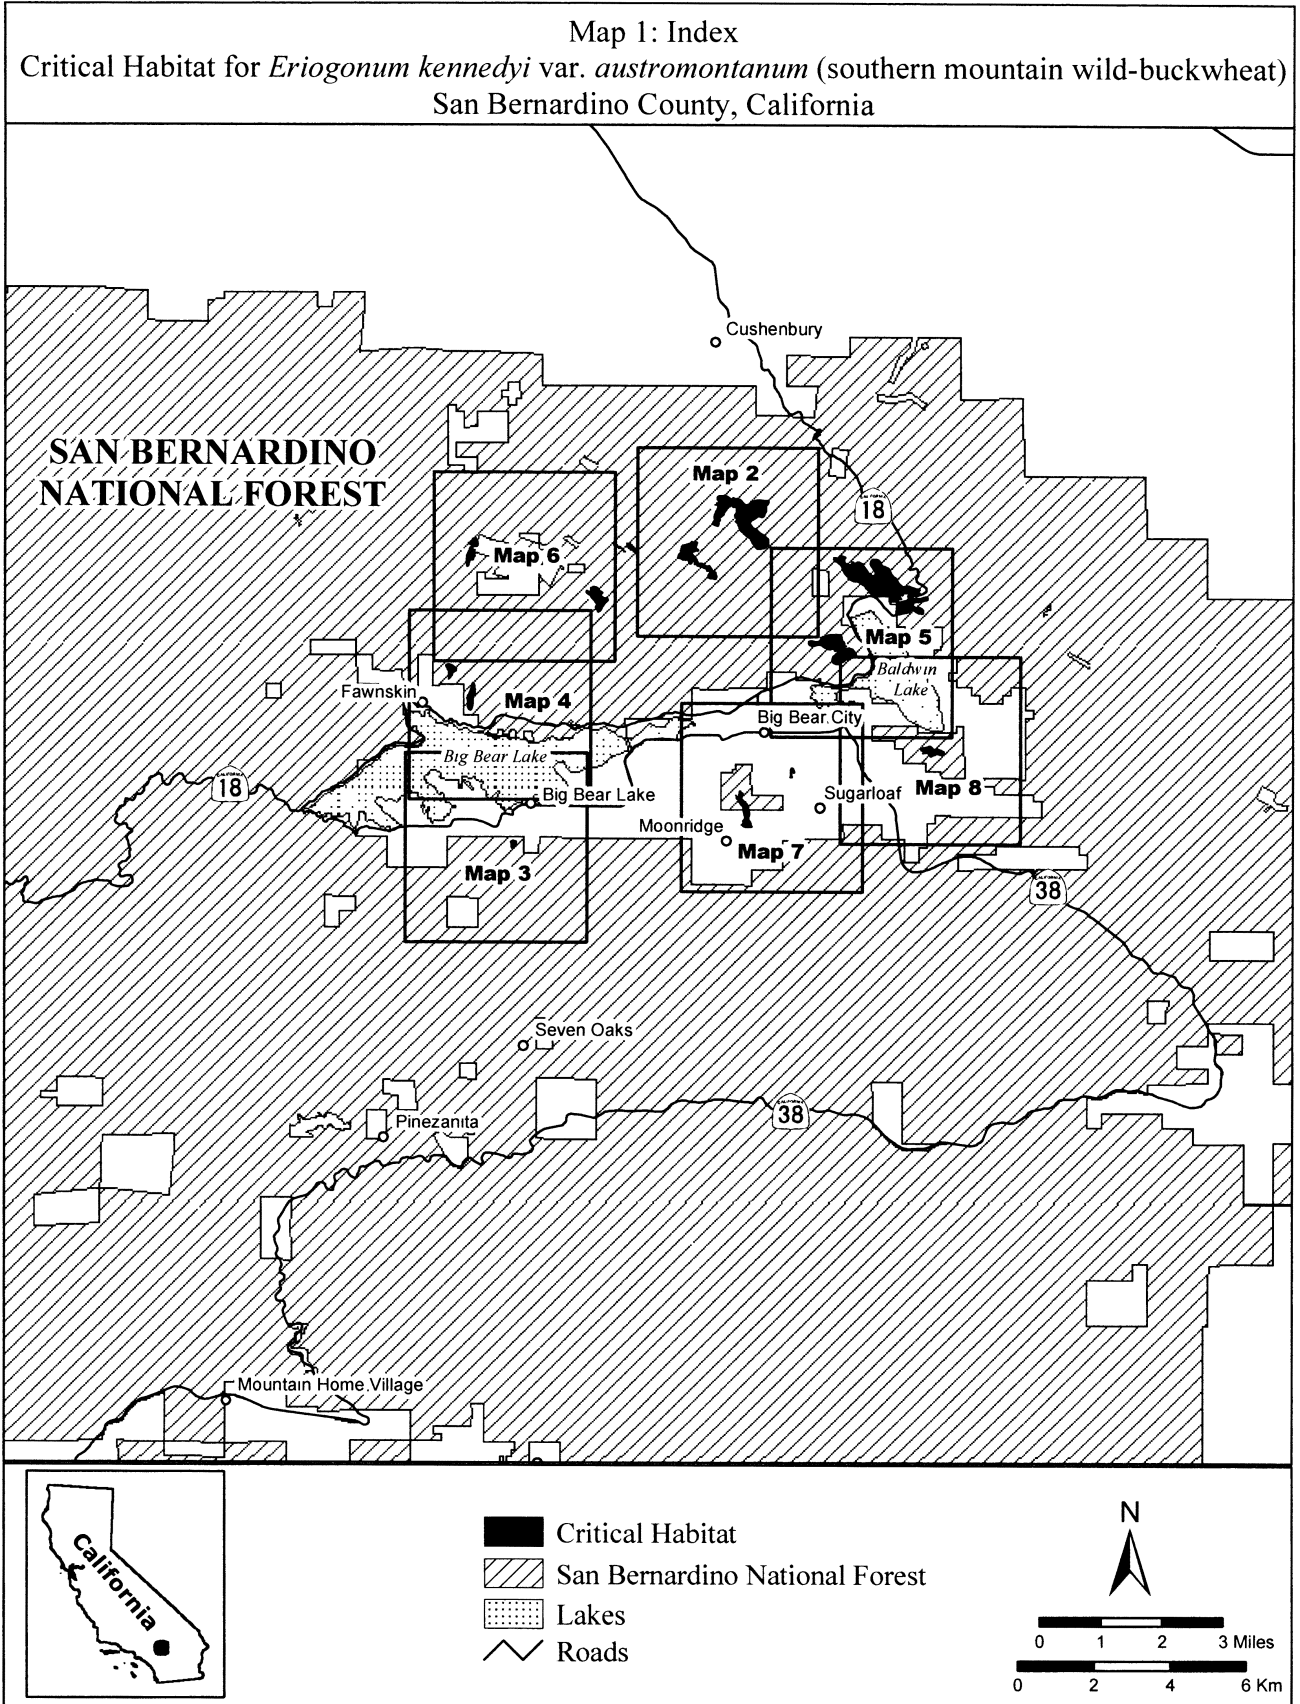 Map 1: Index
Critical Habitat for Eriogonum kennedyi var. austromontanum (southern mountain wild-buckwheat)
San Bernardino County, California
Cushenbury
SAN BERNARDINO
NATIONAL FOREST
Map 2
CALIFORNIA
18
Map 6
Map 5
Baldwin
Lake
Fawnskin
Map 4
Big Bear City
Big Bear Lake
CALIFORNIA
18
Big Bear Lake
Sugarloaf
Map 8
Moonridge
Map 7
Map 3
CALIFORNIA
38
Seven Oaks
CALIFORNIA
38
Pinezanita
Mountain Home Village
California
Critical Habitat
San Bernardino National Forest
Lakes
Roads
N
0 1 2 3 Miles
0 2 4 6 Km